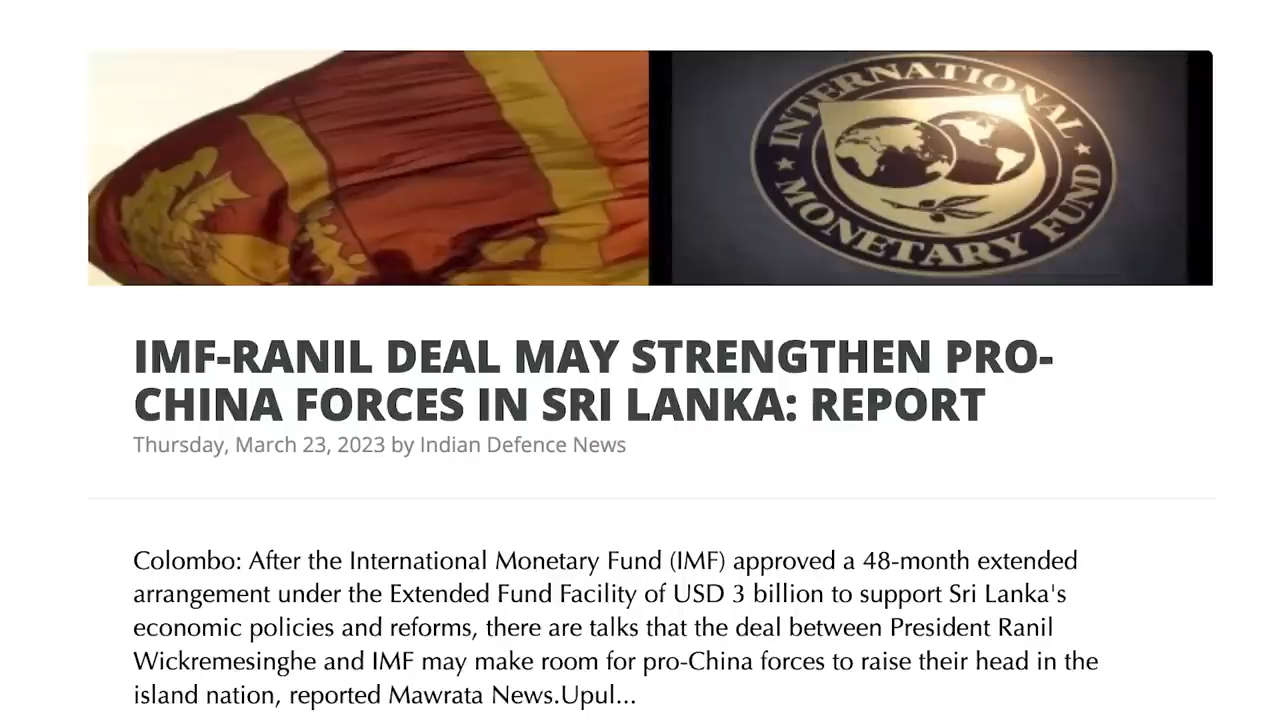 INTERNATIONAL
MONETARY FUND
IMF-RANIL DEAL MAY STRENGTHEN PRO-
CHINA FORCES IN SRI LANKA: REPORT
Thursday, March 23, 2023 by Indian Defence News
Colombo: After the International Monetary Fund (IMF) approved a 48-month extended
arrangement under the Extended Fund Facility of USD 3 billion to support Sri Lanka's
economic policies and reforms, there are talks that the deal between President Ranil
Wickremesinghe and IMF may make room for pro-China forces to raise their head in the
island nation, reported Mawrata News.Upul...